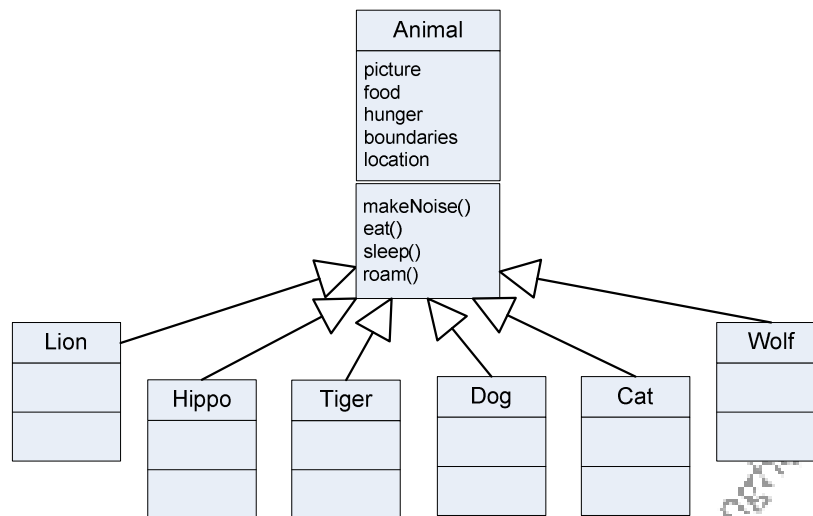 Animal
picture
food
hunger
boundaries
location
makeNoise()
eat()
sleep()
roam()
Lion
Wolf
Hippo
Tiger
Dog
Cat